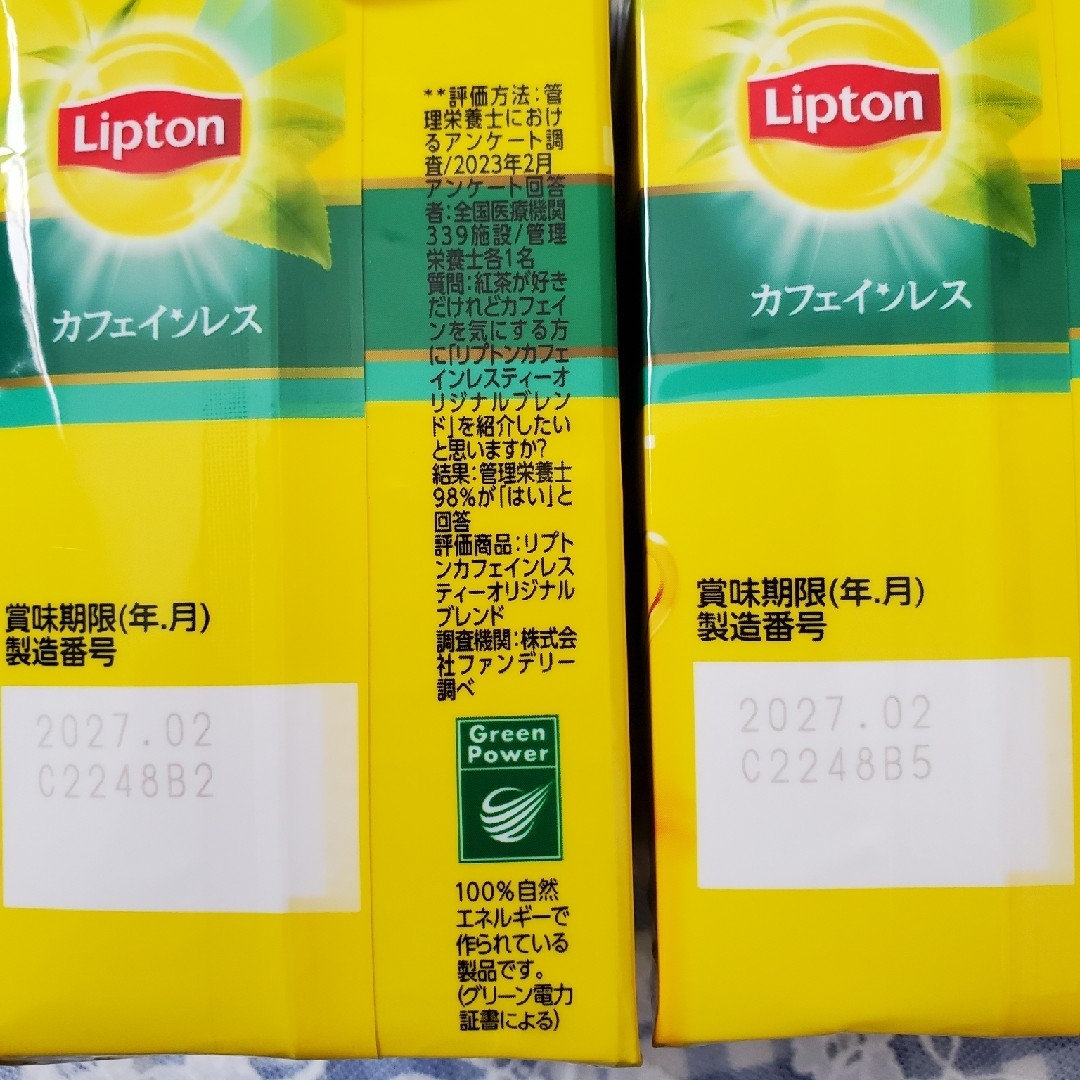 Lipton
カフェインレス
賞味期限(年.月)
製造番号
2027.02
C2248B2
**評価方法:管
理栄養士におけ
るアンケート調
査/2023年2月
アンケート回答
者:全国医療機関
339施設/管理
栄養士各1名
質問:紅茶が好き
だけれどカフェイ
ンを気にする方
に「リプトンカフェ
インレスティーオ
リジナルブレン
ド」を紹介したい
と思いますか?
結果:管理栄養士
98%が「はい」と
回答
評価商品:リプト
ンカフェインレス
ティーオリジナル
ブレンド
調査機関:株式会
社ファンデリー
調べ
Green
Power
100%自然
エネルギーで
作られている
製品です。
(グリーン電力
証書による)
Lipton
カフェインレス
賞味期限(年.月)
製造番号
2027.02
C2248B5